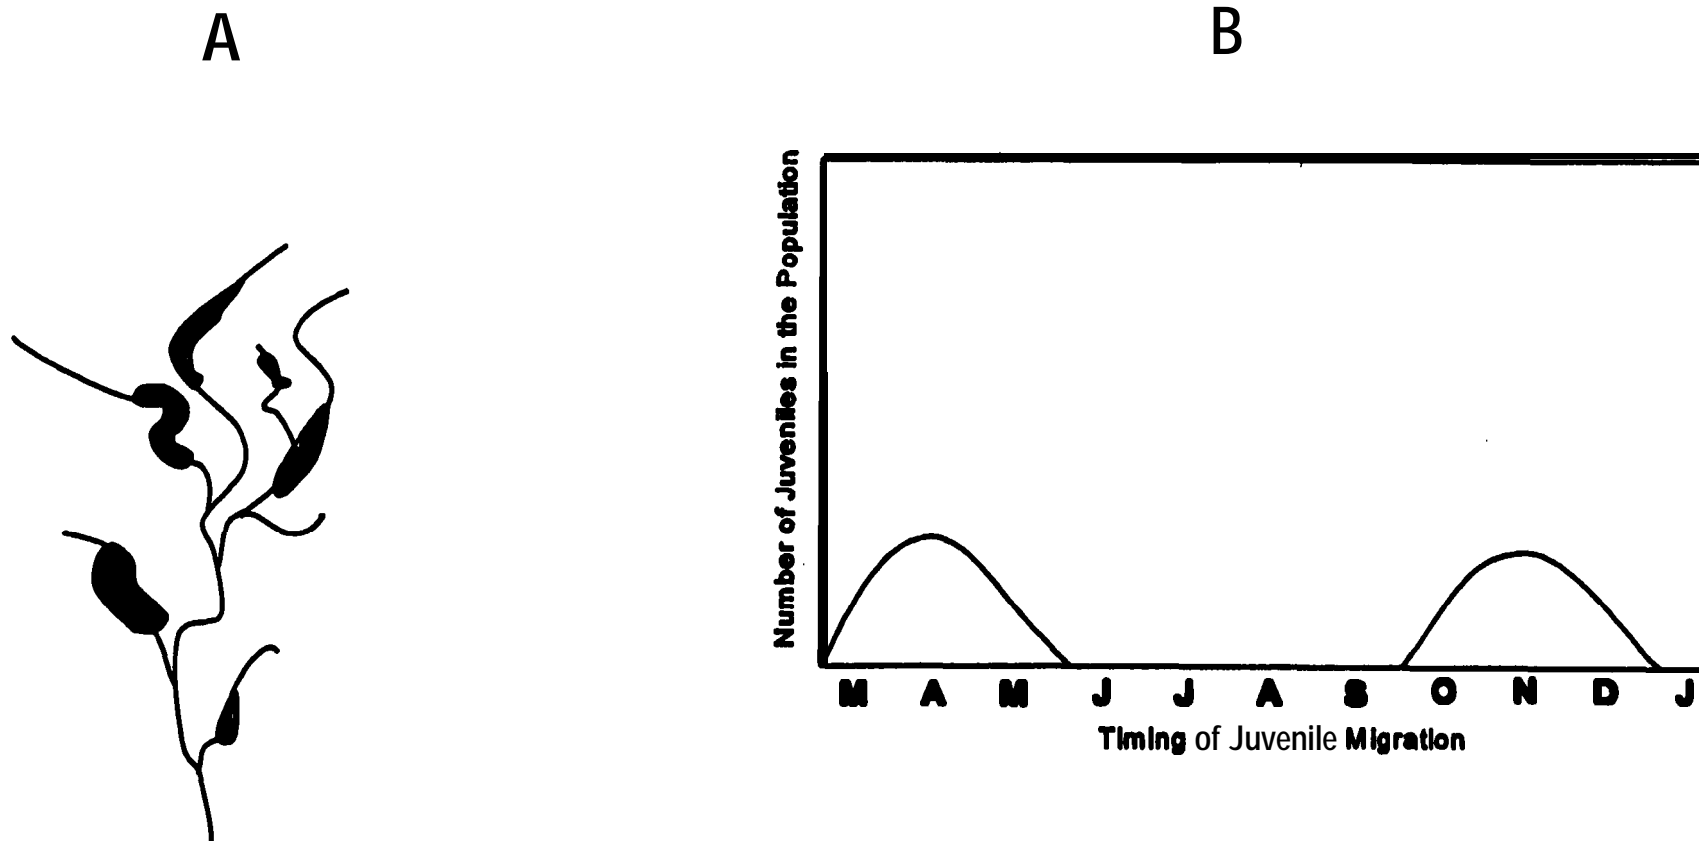 A
B
Number of Juveniles in the Population
M A M J J A S O N D J
Timing of Juvenile Migration